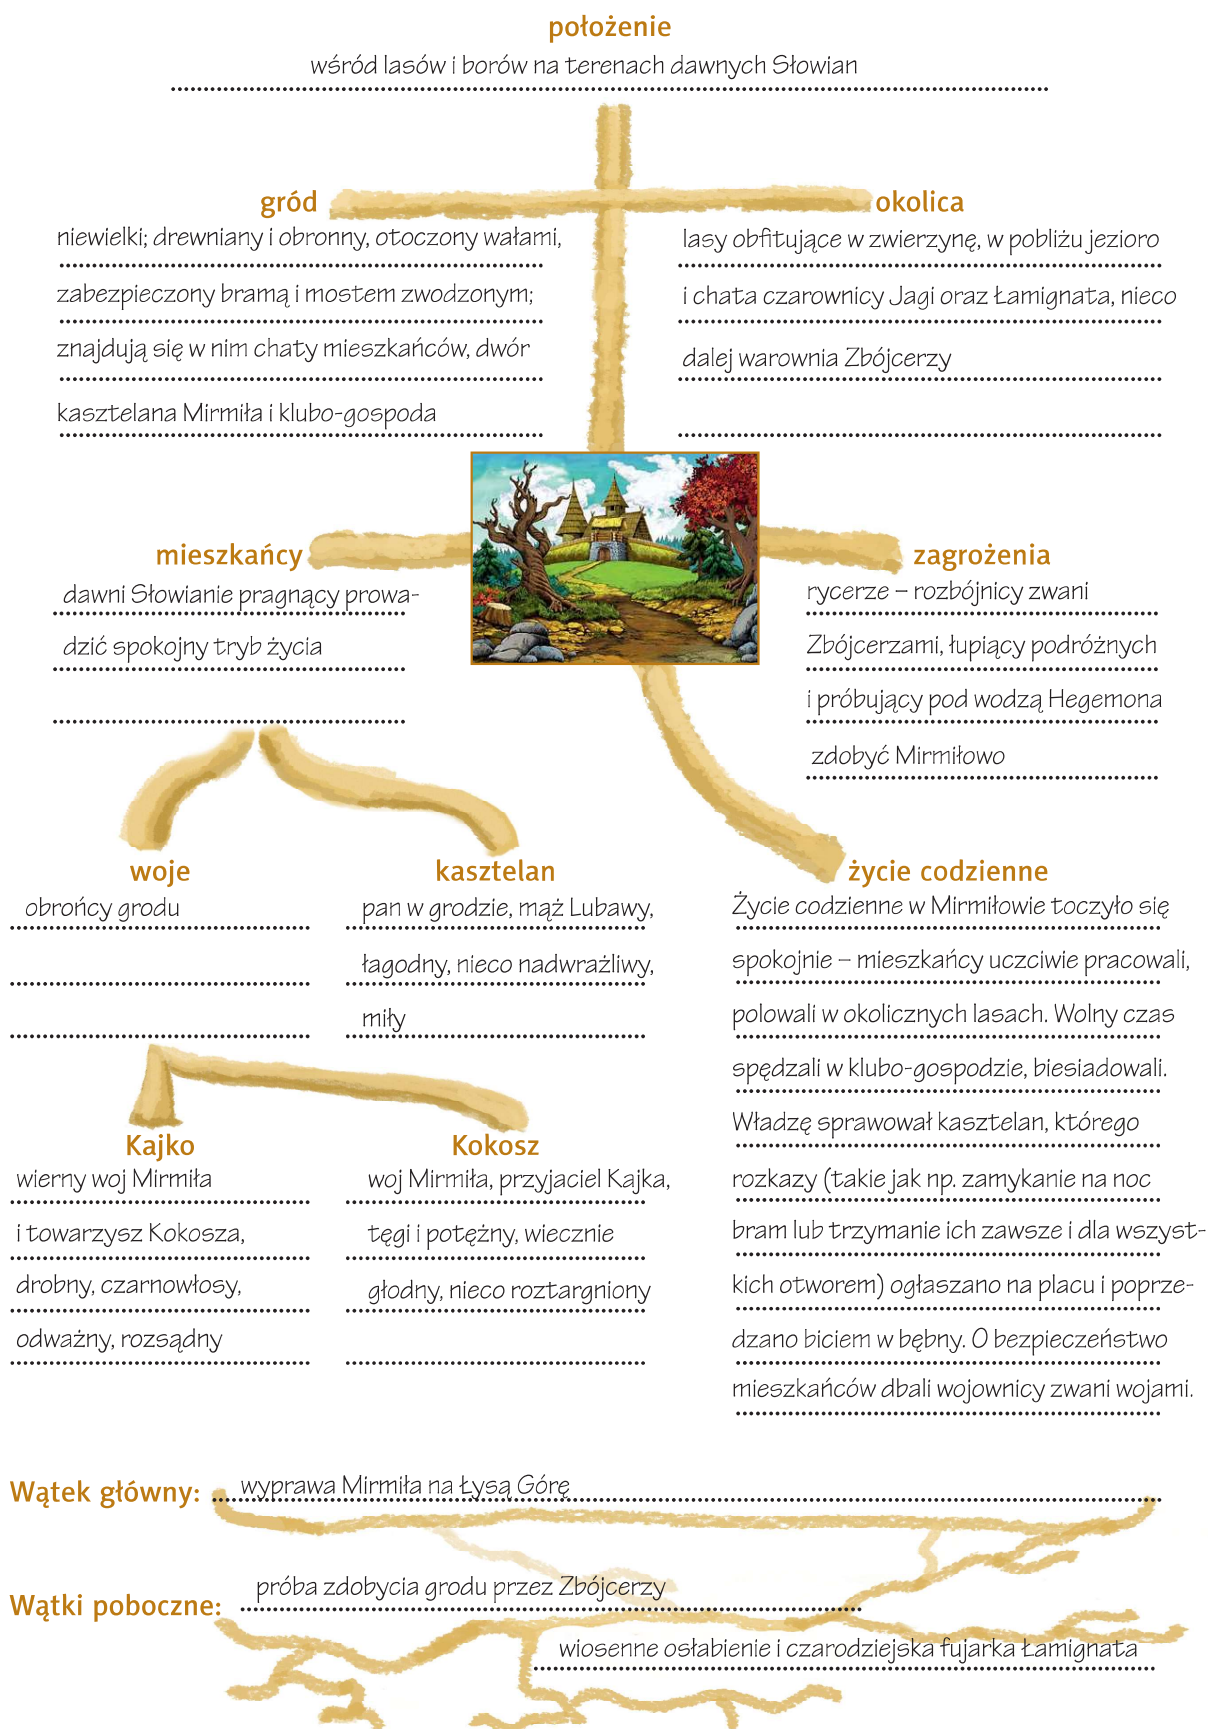 położenie
wśród lasów i borów na terenach dawnych Słowian
gród
niewielki; drewniany i obronny, otoczony wałami,
zabezpieczony bramą i mostem zwodzonym;
znajdują się w nim chaty mieszkańców, dwór
kasztelana Mirmiła i klubo-gospoda
okolica
lasy obfitujące w zwierzynę, w pobliżu jezioro
i chata czarownicy Jagi oraz Łamignata, nieco
dalej warownia Zbójcerzy
mieszkańcy
dawni Słowianie pragnący prowa-
dzić spokojny tryb życia
zagrożenia
rycerze – rozbójnicy zwani
Zbójcerzami, łupiący podróżnych
i próbujący pod wodzą Hegemona
zdobyć Mirmiłowo
woje
obrońcy grodu
kasztelan
pan w grodzie, mąż Lubawy,
łagodny, nieco nadwrażliwy,
miły
życie codzienne
Życie codzienne w Mirmiłowie toczyło się
spokojnie – mieszkańcy uczciwie pracowali,
polowali w okolicznych lasach. Wolny czas
spędzali w klubo-gospodzie, biesiadowali.
Władzę sprawował kasztelan, którego
rozkazy (takie jak np. zamykanie na noc
bram lub trzymanie ich zawsze i dla wszyst-
kich otworem) ogłaszano na placu i poprze-
dzano biciem w bębny. O bezpieczeństwo
mieszkańców dbali wojownicy zwani wojami.
Kajko
wierny woj Mirmiła
i towarzysz Kokosza,
drobny, czarnowłosy,
odważny, rozsądny
Kokosz
woj Mirmiła, przyjaciel Kajka,
tęgi i potężny, wiecznie
głodny, nieco roztargniony
Wątek główny: wyprawa Mirmiła na Łysą Górę
Wątki poboczne: próba zdobycia grodu przez Zbójcerzy
wiosenne osłabienie i czarodziejska fujarka Łamignata